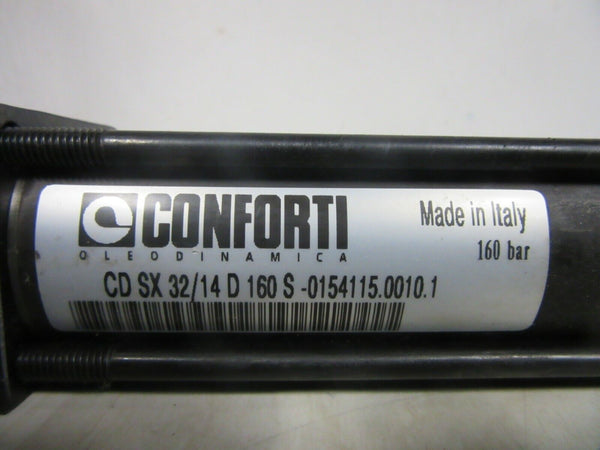 CONFORTI
OLEODINAMICA
Made in Italy
160 bar
CD SX 32/14 D 160 S -0154115.0010.1